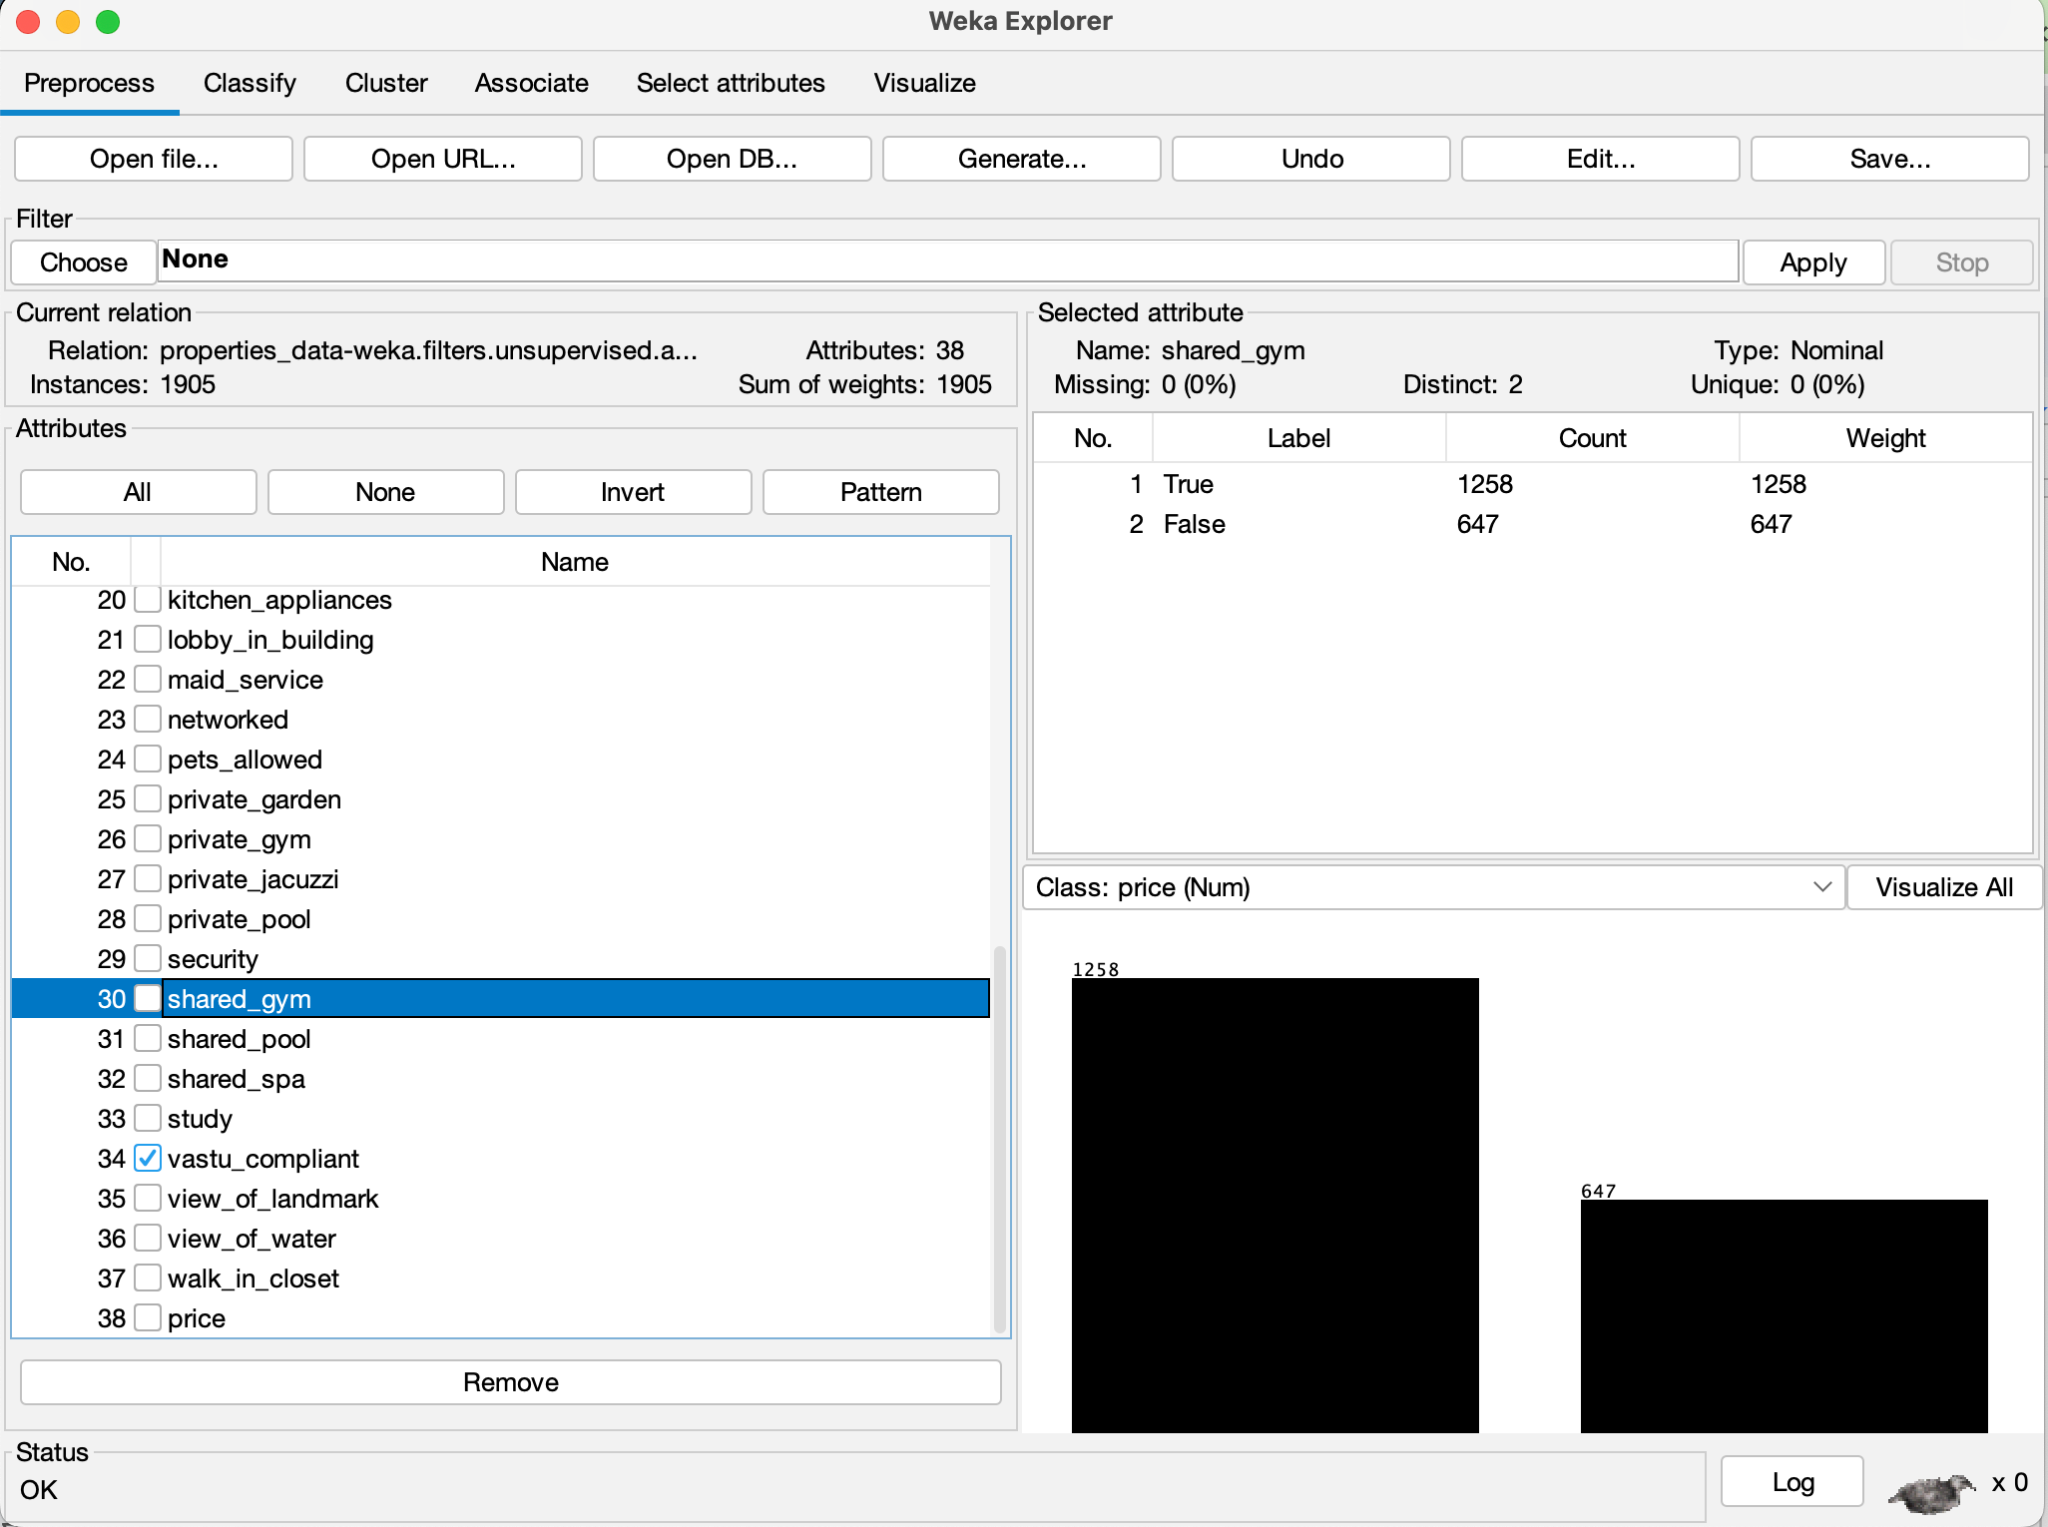 Weka Explorer
Preprocess Classify Cluster Associate Select attributes Visualize
Open file... Open URL... Open DB... Generate... Undo Edit... Save...
Filter
Choose None Apply Stop
Current relation
Relation: properties_data-weka.filters.unsupervised.a... Attributes: 38
Instances: 1905 Sum of weights: 1905
Attributes
All None Invert Pattern
No. Name
20 kitchen_appliances
21 lobby_in_building
22 maid_service
23 networked
24 pets_allowed
25 private_garden
26 private_gym
27 private_jacuzzi
28 private_pool
29 security
30 shared_gym
31 shared_pool
32 shared_spa
33 study
34 vastu_compliant
35 view_of_landmark
36 view_of_water
37 walk_in_closet
38 price
Remove
Selected attribute
Name: shared_gym Type: Nominal
Missing: 0 (0%) Distinct: 2 Unique: 0 (0%)
No. Label Count Weight
1 True 1258 1258
2 False 647 647
Class: price (Num) Visualize All
1258
647
Status
OK
Log x 0